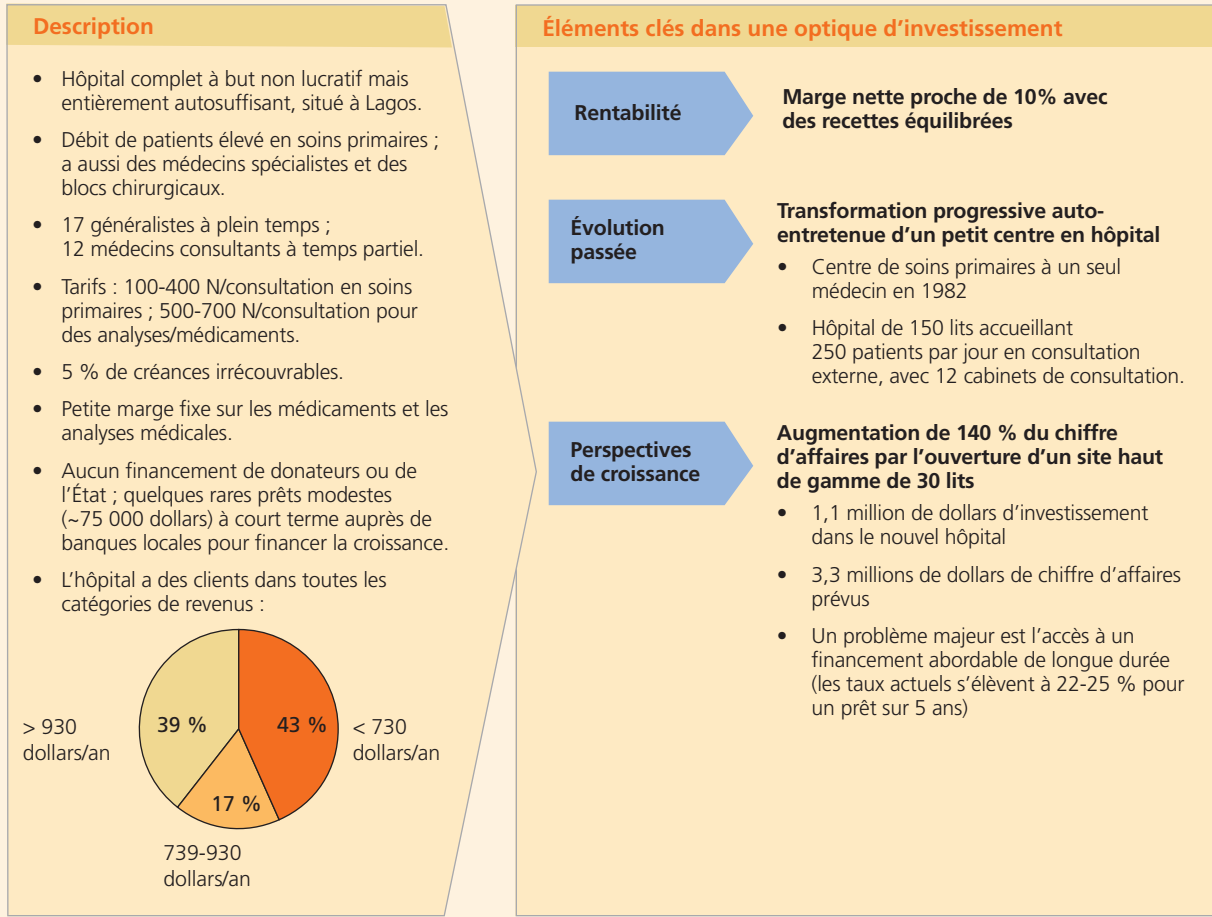 Description
• Hôpital complet à but non lucratif mais
entièrement autosuffisant, situé à Lagos.
• Débit de patients élevé en soins primaires ;
a aussi des médecins spécialistes et des
blocs chirurgicaux.
• 17 généralistes à plein temps ;
12 médecins consultants à temps partiel.
• Tarifs : 100-400 N/consultation en soins
primaires ; 500-700 N/consultation pour
des analyses/médicaments.
• 5 % de créances irrécouvrables.
• Petite marge fixe sur les médicaments et les
analyses médicales.
• Aucun financement de donateurs ou de
l’État ; quelques rares prêts modestes
(~75 000 dollars) à court terme auprès de
banques locales pour financer la croissance.
• L’hôpital a des clients dans toutes les
catégories de revenus :
> 930
dollars/an
39 %
43 %
< 730
dollars/an
17 %
739-930
dollars/an
Éléments clés dans une optique d’investissement
Rentabilité
Marge nette proche de 10% avec
des recettes équilibrées
Évolution
passée
Transformation progressive auto-
entretenue d’un petit centre en hôpital
• Centre de soins primaires à un seul
médecin en 1982
• Hôpital de 150 lits accueillant
250 patients par jour en consultation
externe, avec 12 cabinets de consultation.
Perspectives
de croissance
Augmentation de 140 % du chiffre
d’affaires par l’ouverture d’un site haut
de gamme de 30 lits
• 1,1 million de dollars d’investissement
dans le nouvel hôpital
• 3,3 millions de dollars de chiffre d’affaires
prévus
• Un problème majeur est l’accès à un
financement abordable de longue durée
(les taux actuels s’élèvent à 22-25 % pour
un prêt sur 5 ans)